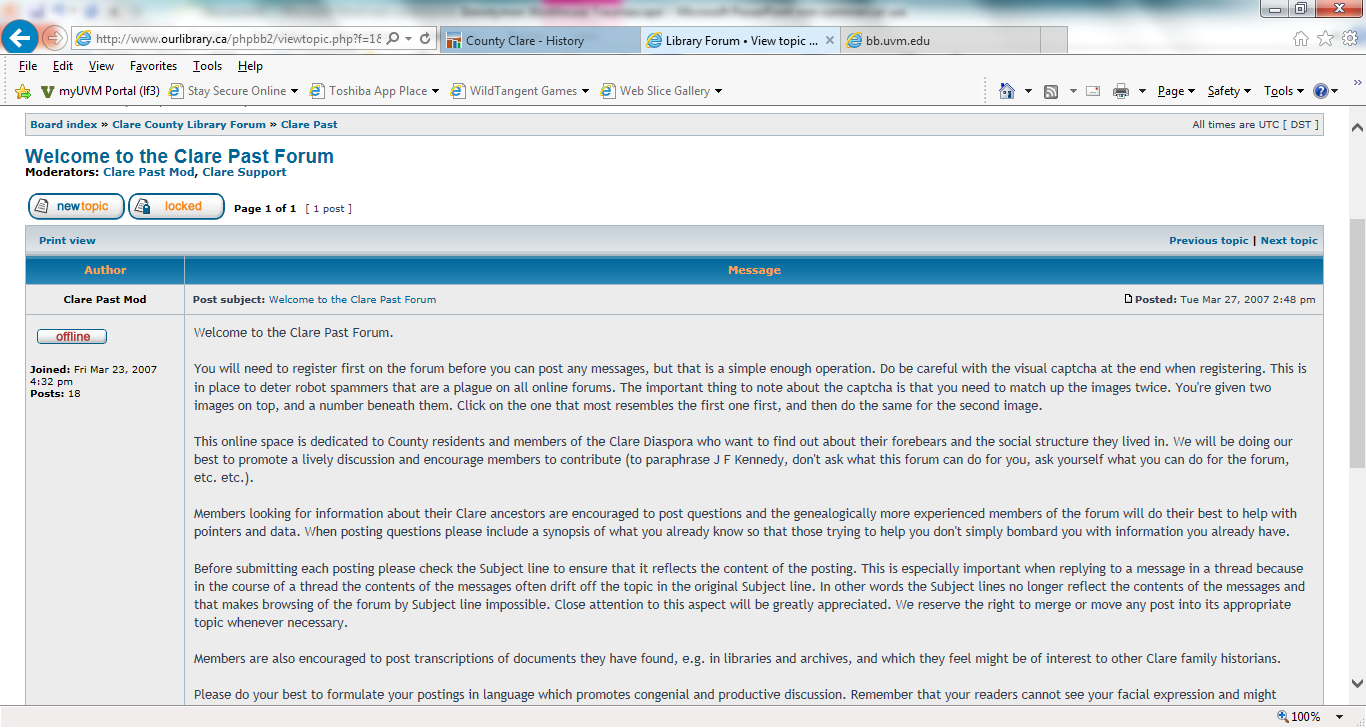 http://www.ourlibrary.ca/phpbb2/viewtopic.php?f=18
County Clare - History
Library Forum • View topic ...
bb.uvm.edu
File Edit View Favorites Tools Help
myUVM Portal (lf3) Stay Secure Online Toshiba App Place WildTangent Games Web Slice Gallery Page Safety Tools
Board index » Clare County Library Forum » Clare Past All times are UTC [ DST ]
Welcome to the Clare Past Forum
Moderators: Clare Past Mod, Clare Support
newtopic locked Page 1 of 1 [ 1 post ]
Print view Previous topic | Next topic
Author Message
Clare Past Mod Post subject: Welcome to the Clare Past Forum Posted: Tue Mar 27, 2007 2:48 pm
offline
Joined: Fri Mar 23, 2007
4:32 pm
Posts: 18
Welcome to the Clare Past Forum.
You will need to register first on the forum before you can post any messages, but that is a simple enough operation. Do be careful with the visual captcha at the end when registering. This is
in place to deter robot spammers that are a plague on all online forums. The important thing to note about the captcha is that you need to match up the images twice. You're given two
images on top, and a number beneath them. Click on the one that most resembles the first one first, and then do the same for the second image.
This online space is dedicated to County residents and members of the Clare Diaspora who want to find out about their forebears and the social structure they lived in. We will be doing our
best to promote a lively discussion and encourage members to contribute (to paraphrase J F Kennedy, don't ask what this forum can do for you, ask yourself what you can do for the forum,
etc. etc.).
Members looking for information about their Clare ancestors are encouraged to post questions and the genealogically more experienced members of the forum will do their best to help with
pointers and data. When posting questions please include a synopsis of what you already know so that those trying to help you don't simply bombard you with information you already have.
Before submitting each posting please check the Subject line to ensure that it reflects the content of the posting. This is especially important when replying to a message in a thread because
in the course of a thread the contents of the messages often drift off the topic in the original Subject line. In other words the Subject lines no longer reflect the contents of the messages and
that makes browsing of the forum by Subject line impossible. Close attention to this aspect will be greatly appreciated. We reserve the right to merge or move any post into its appropriate
topic whenever necessary.
Members are also encouraged to post transcriptions of documents they have found, e.g. in libraries and archives, and which they feel might be of interest to other Clare family historians.
Please do your best to formulate your postings in language which promotes congenial and productive discussion. Remember that your readers cannot see your facial expression and might
100%